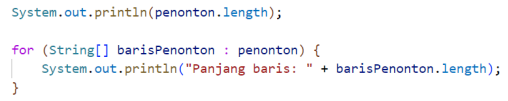 System.out.println(penonton.length);
for (String[] barisPenonton : penonton) {
System.out.println("Panjang baris: " + barisPenonton.length);
}